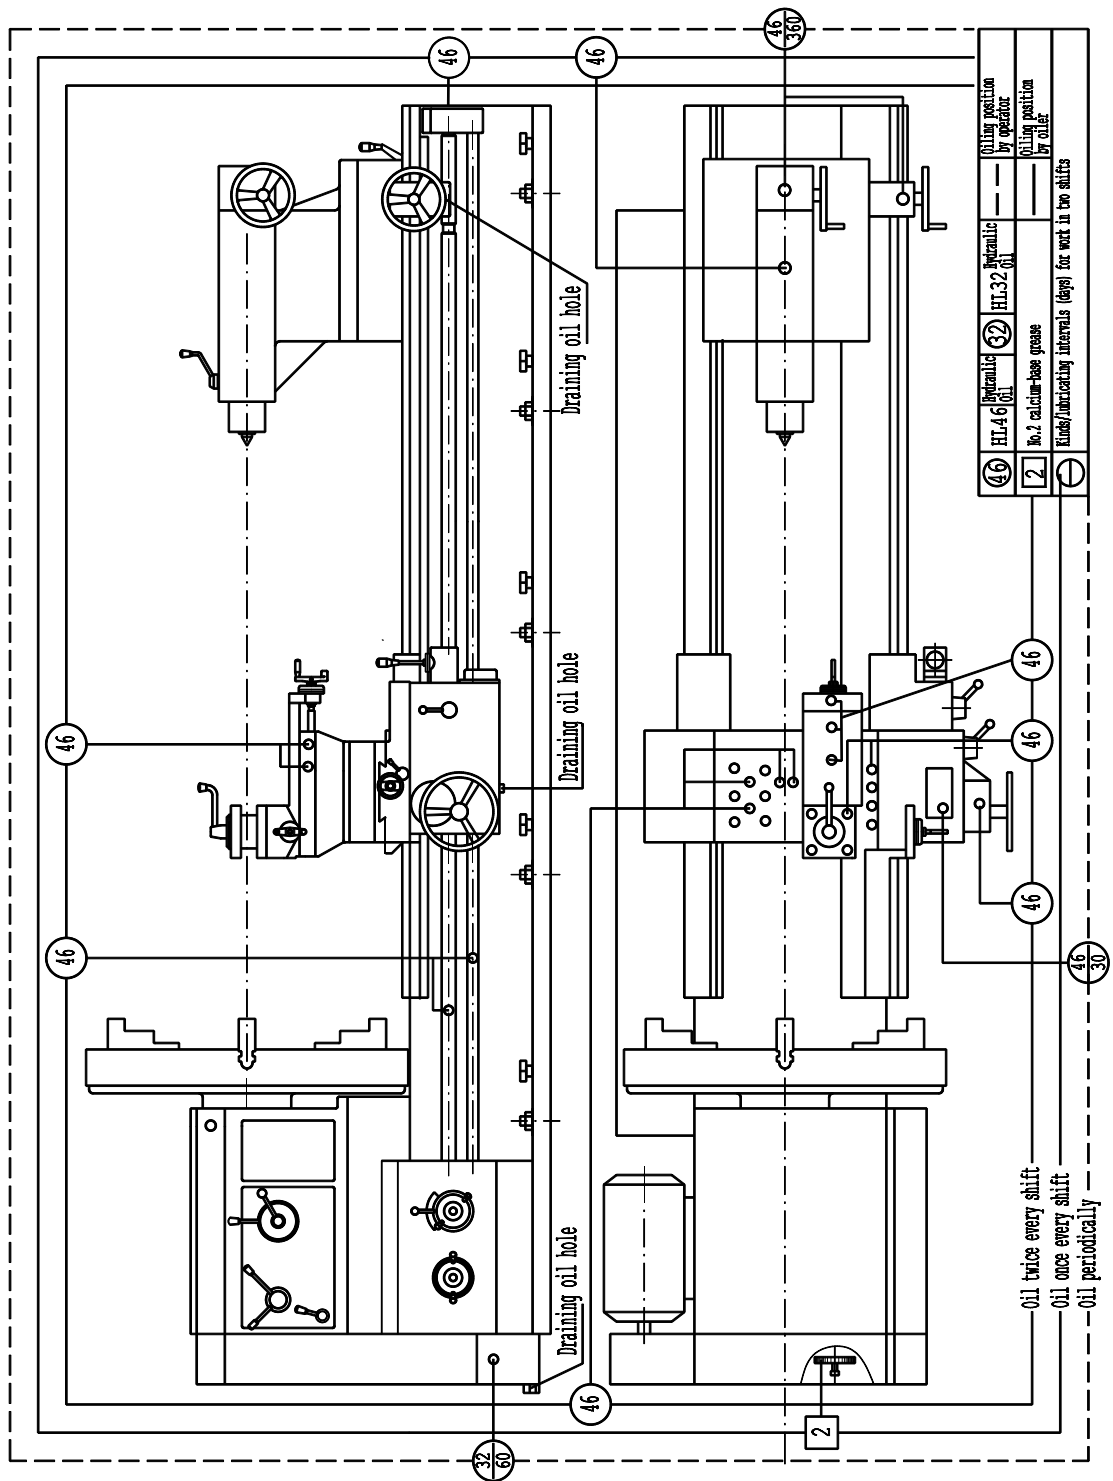 46
46
46
360
Oiling position
by operator
Oiling position
by oiler
HL46
Hydraulic
Oil
32
HL32
Hydraulic
Oil
46
2
No.2 calcium-base grease
Kinds/lubricating intervals (days) for work in two shifts
Draining oil hole
Draining oil hole
Draining oil hole
46
46
46
46
46
46
30
46
32
60
2
Oil twice every shift
Oil once every shift
Oil periodically